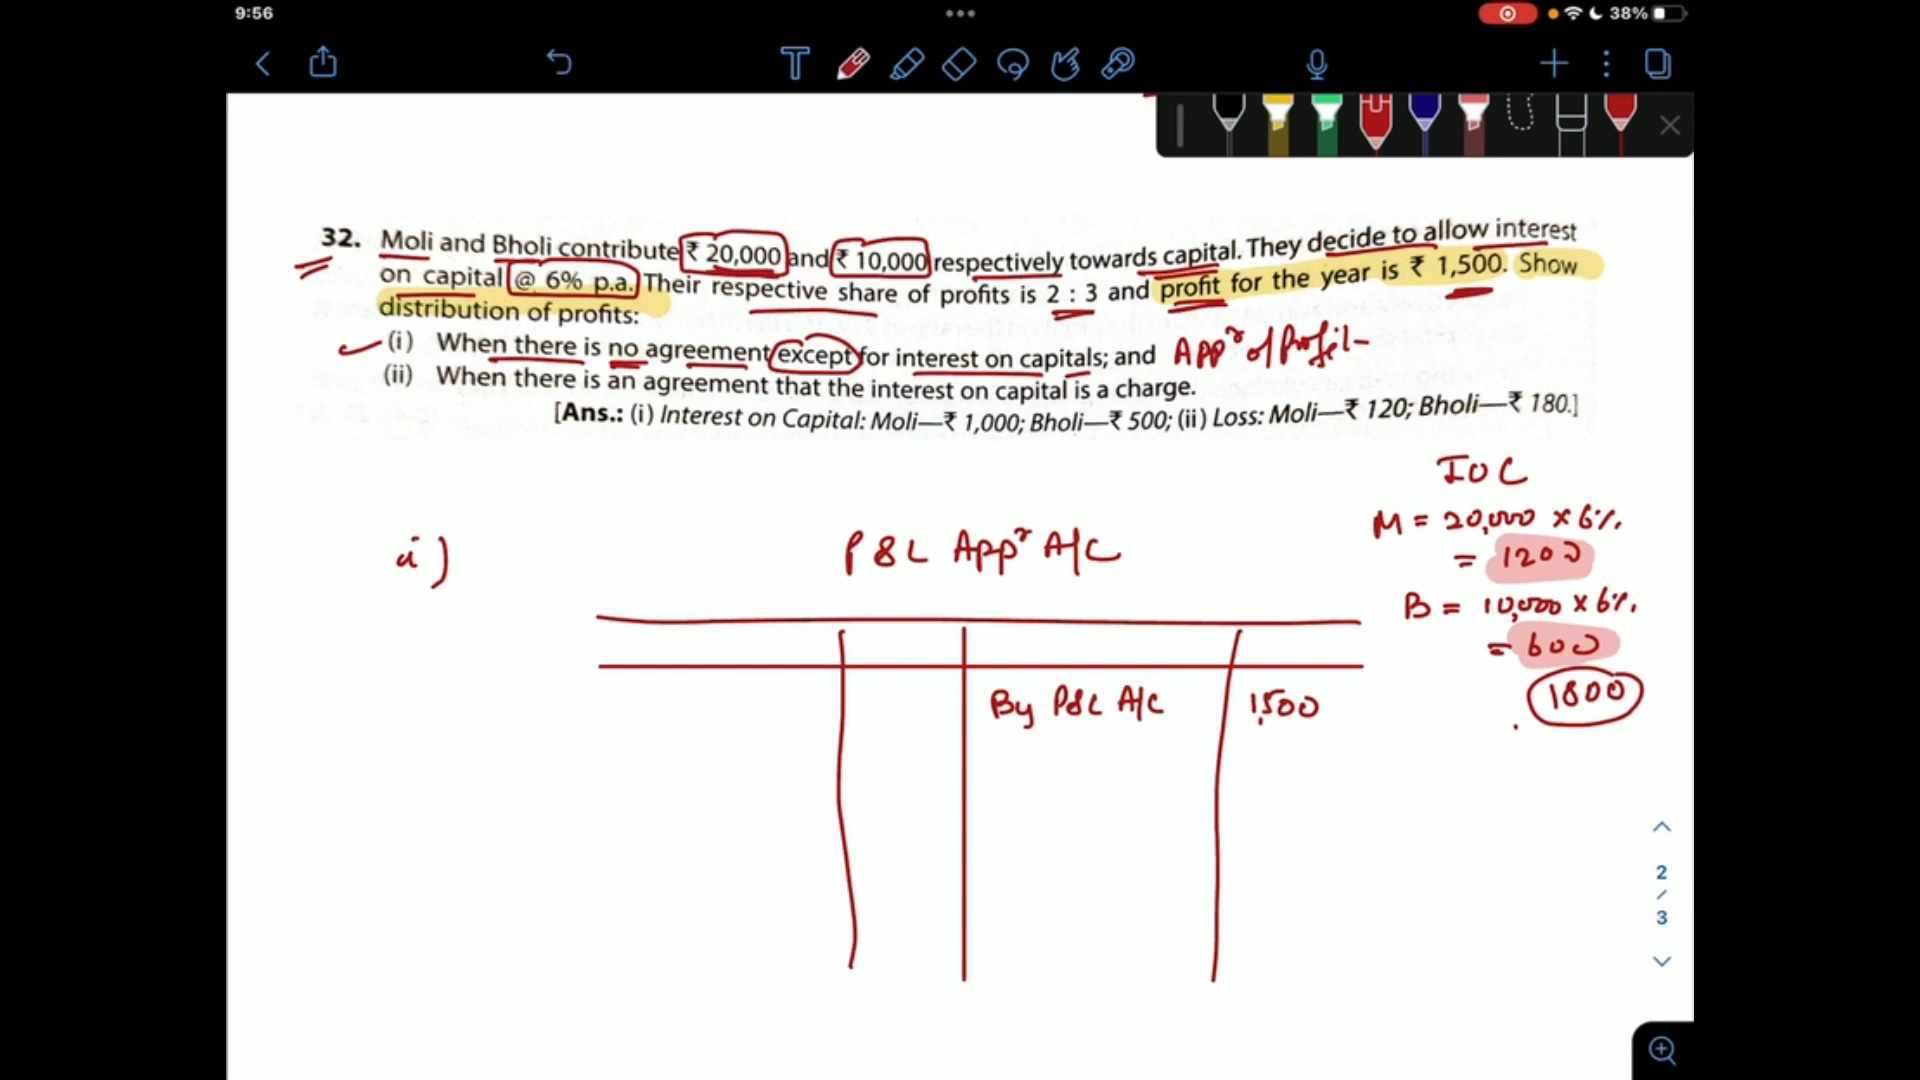 9:56
38%
32. Moli and Bholi contribute ₹ 20,000 and ₹ 10,000 respectively towards capital. They decide to allow interest
on capital @ 6% p.a. Their respective share of profits is 2 : 3 and profit for the year is ₹ 1,500. Show
distribution of profits:
(i) When there is no agreement except for interest on capitals; and App^r of Profit-
(ii) When there is an agreement that the interest on capital is a charge.
[Ans.: (i) Interest on Capital: Moli—₹ 1,000; Bholi—₹ 500; (ii) Loss: Moli—₹ 120; Bholi—₹ 180.]
IOC
M = 20,000 x 6%
= 1200
B = 10,000 x 6%
= 600
1800
i)
P & L App^r A/C
By P&L A/C 1,500
2
/
3